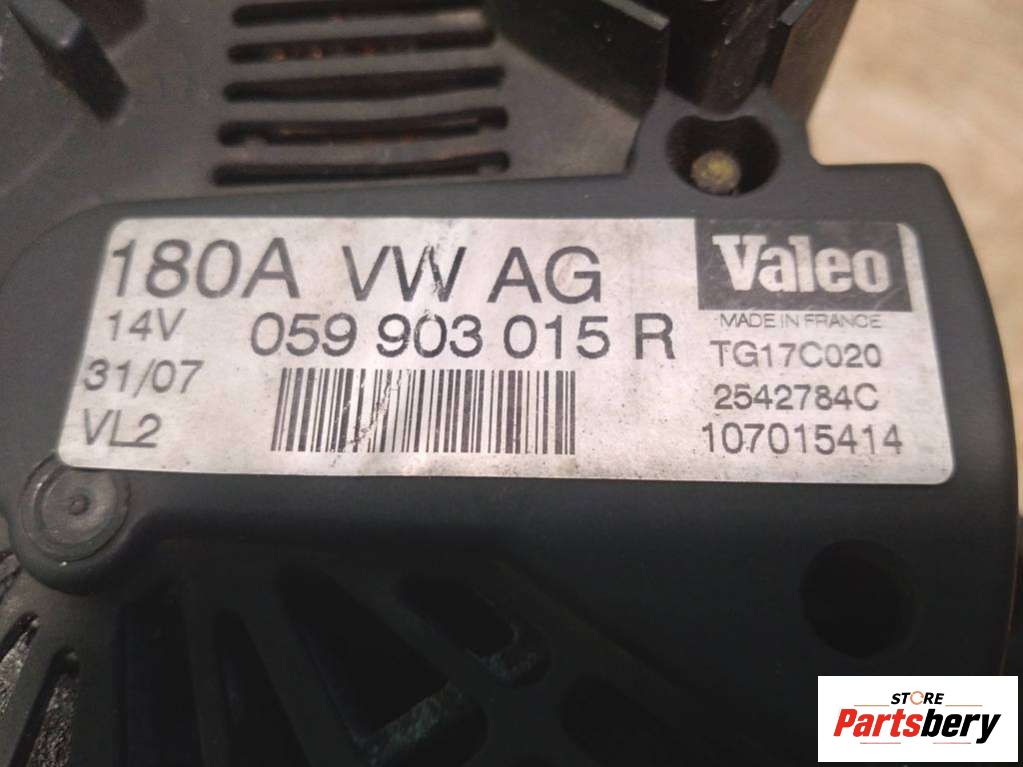 180A VW AG
14V 059 903 015 R
31/07
VL2
Valeo
MADE IN FRANCE
TG17C020
2542784C
107015414
STORE
Partsbery